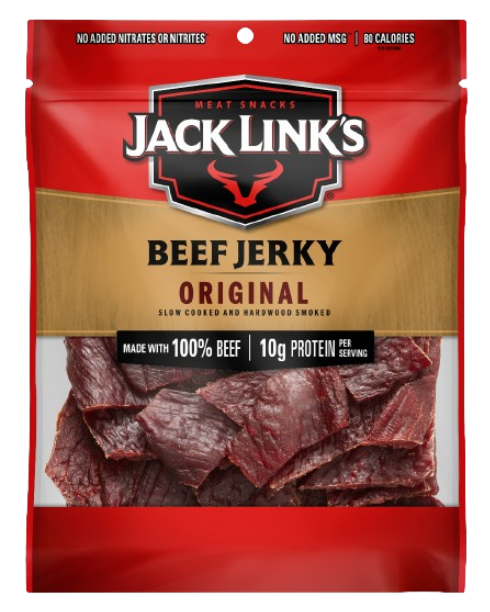 NO ADDED NITRATES OR NITRITES
NO ADDED MSG | 80 CALORIES
MEAT SNACKS
JACK LINK'S
BEEF JERKY
ORIGINAL
SLOW COOKED AND HARDWOOD SMOKED
MADE WITH 100% BEEF | 10g PROTEIN PER SERVING